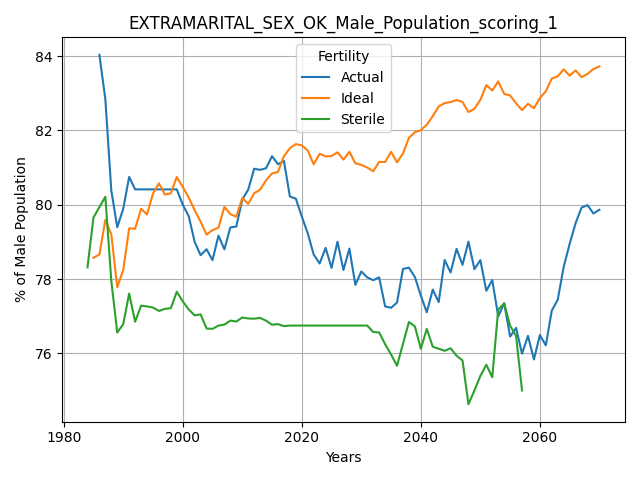 EXTRAMARITAL_SEX_OK_Male_Population_scoring_1
Fertility
Actual
Ideal
Sterile
% of Male Population
84
82
80
78
76
1980
2000
2020
2040
2060
Years